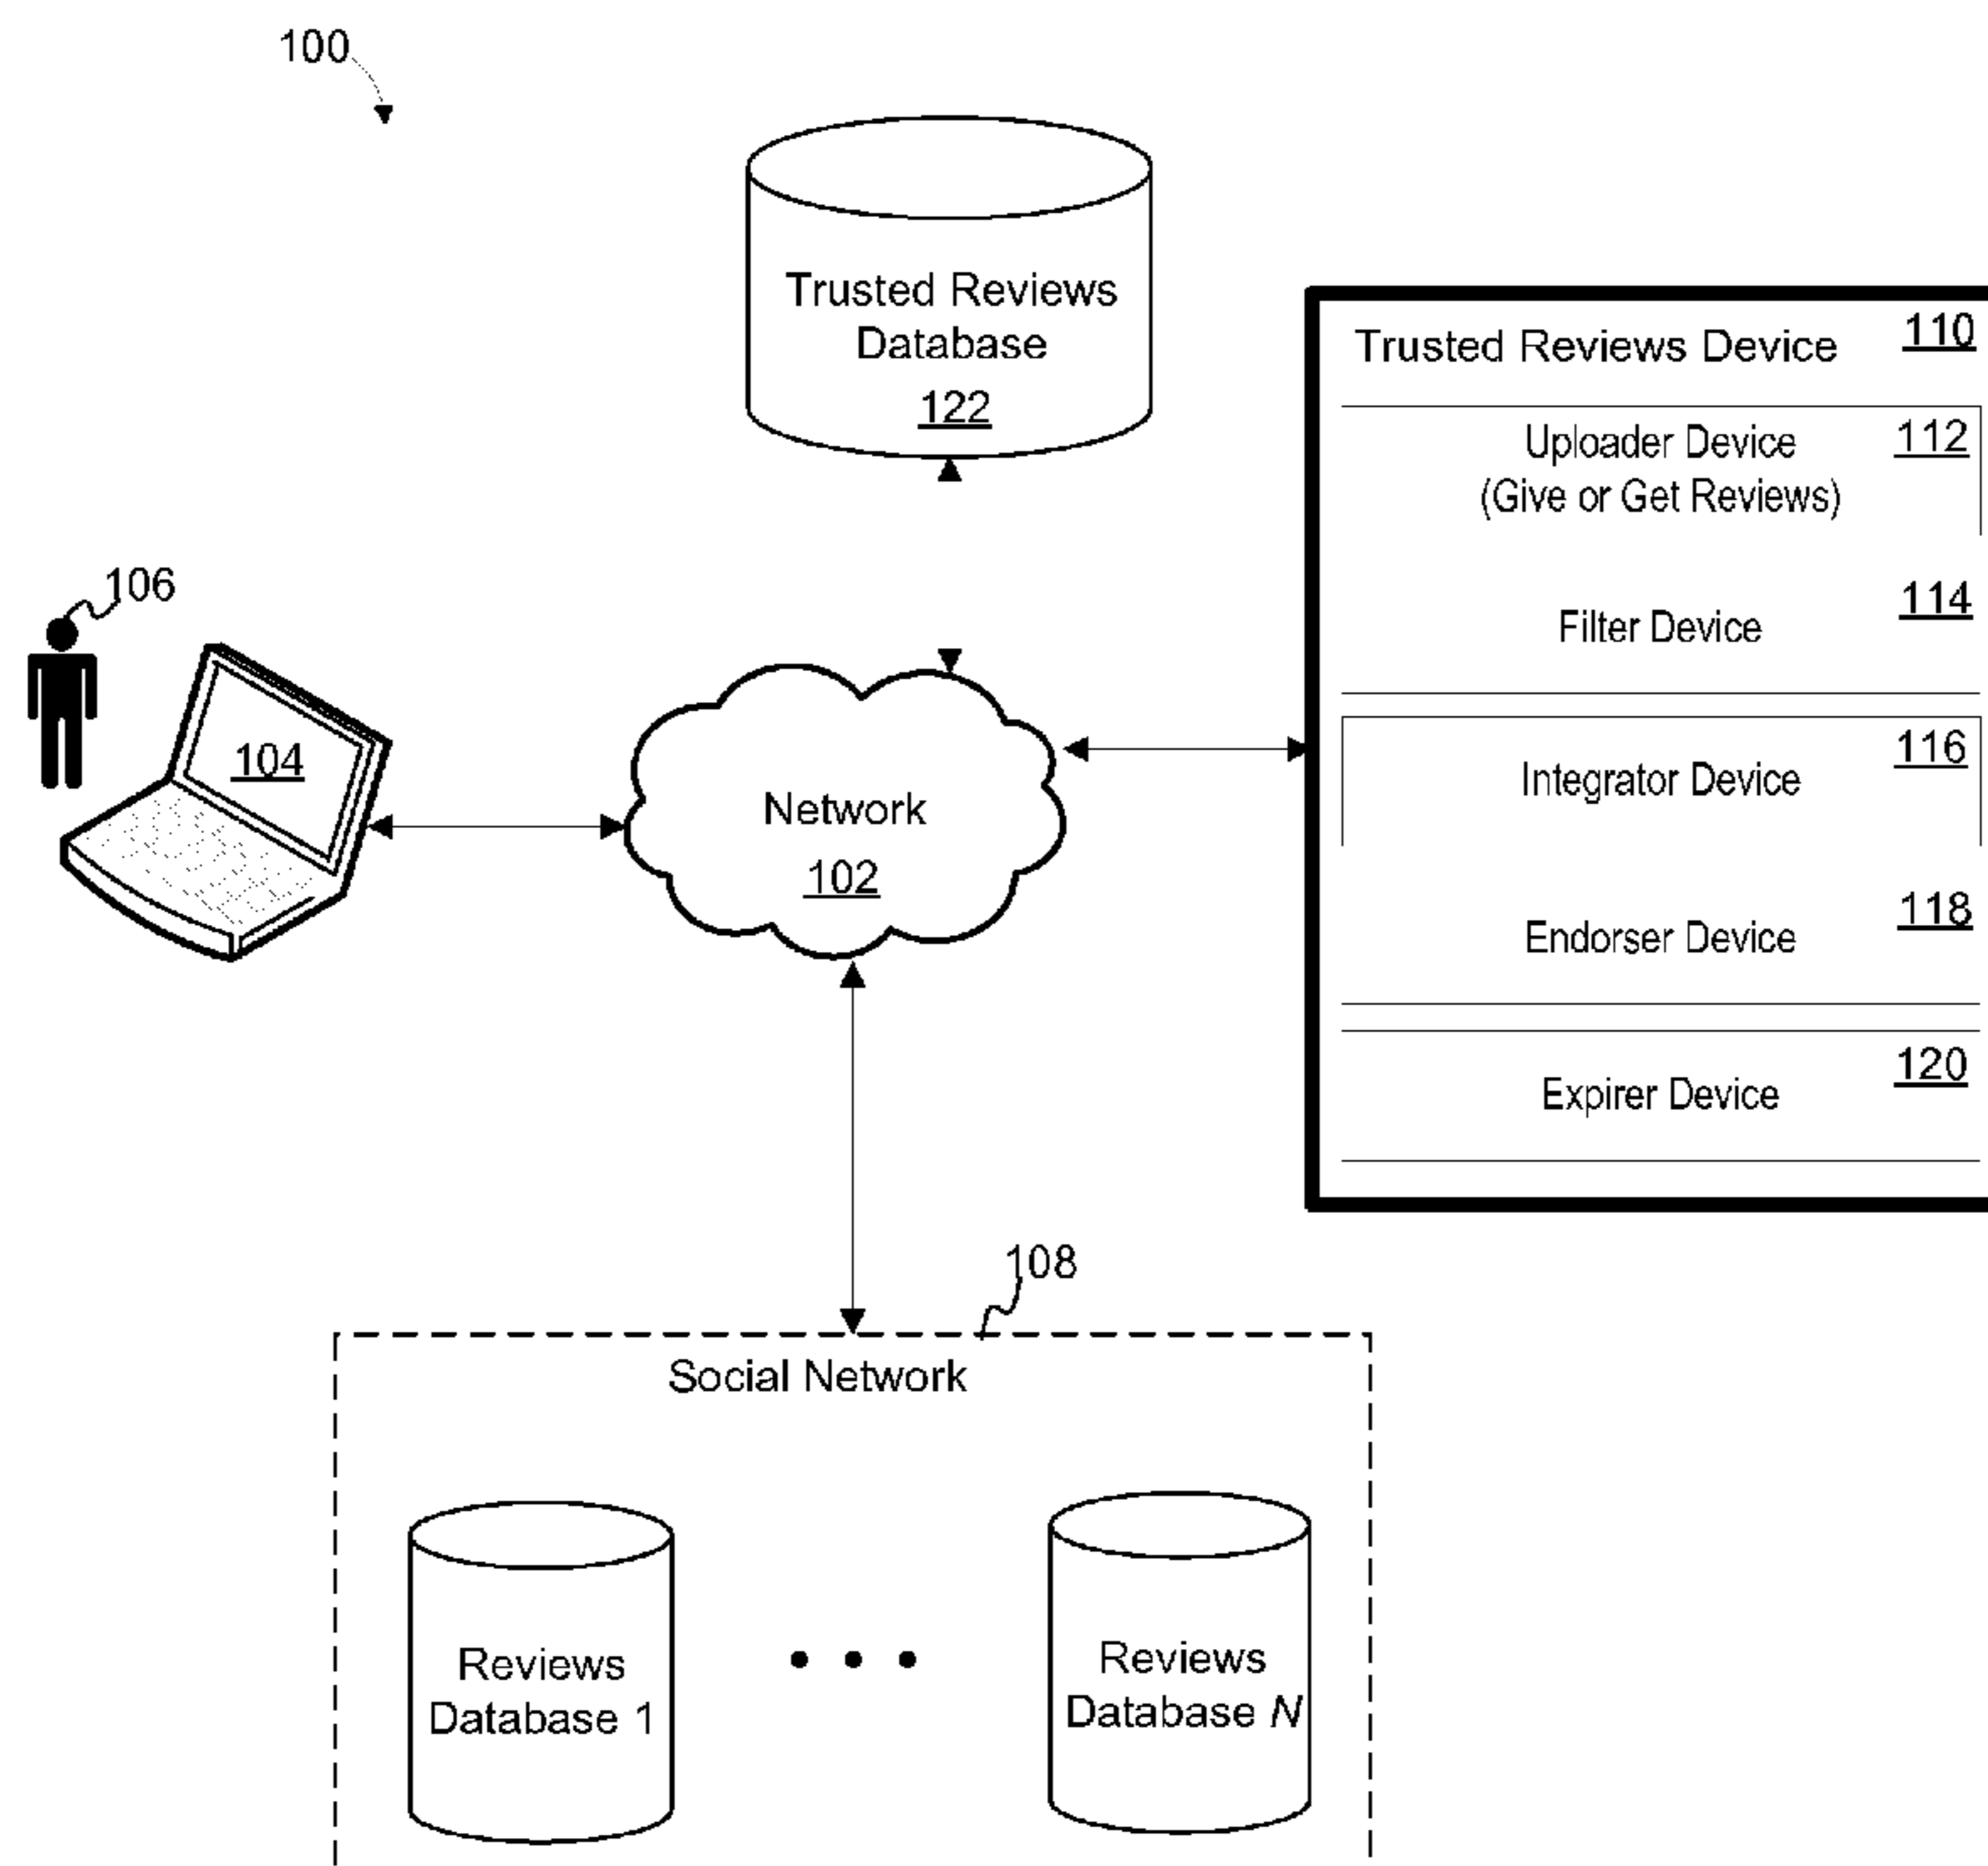 100
Trusted Reviews
Database
122
Trusted Reviews Device 110
Uploader Device 112
(Give or Get Reviews)
Filter Device 114
Integrator Device 116
Endorser Device 118
Expirer Device 120
106
104
Network
102
108
Social Network
Reviews
Database 1
Reviews
Database N